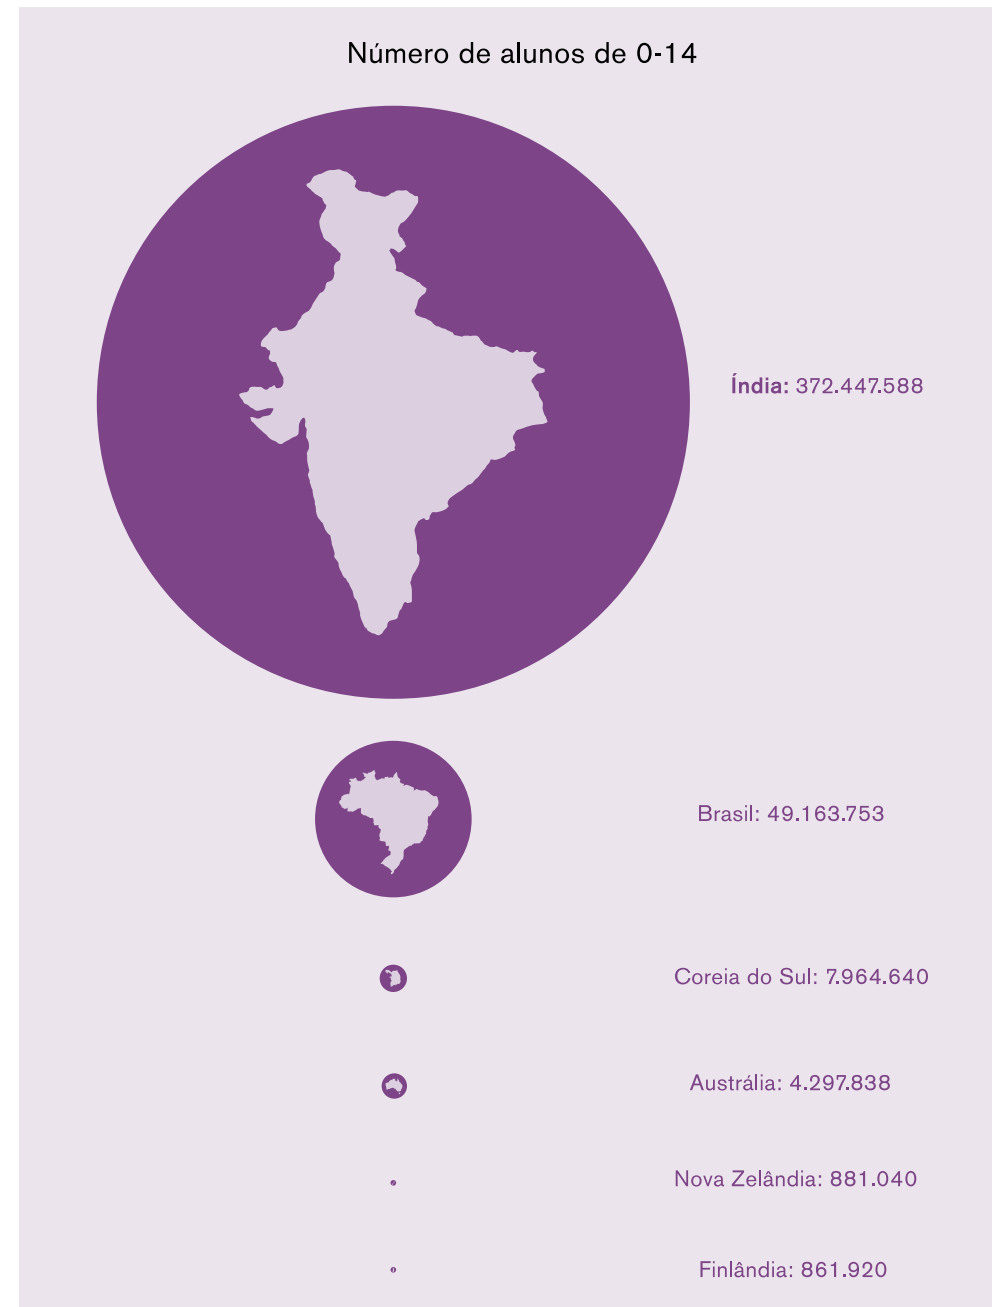 Número de alunos de 0-14
Índia: 372.447.588
Brasil: 49.163.753
Coreia do Sul: 7.964.640
Austrália: 4.297.838
Nova Zelândia: 881.040
Finlândia: 861.920